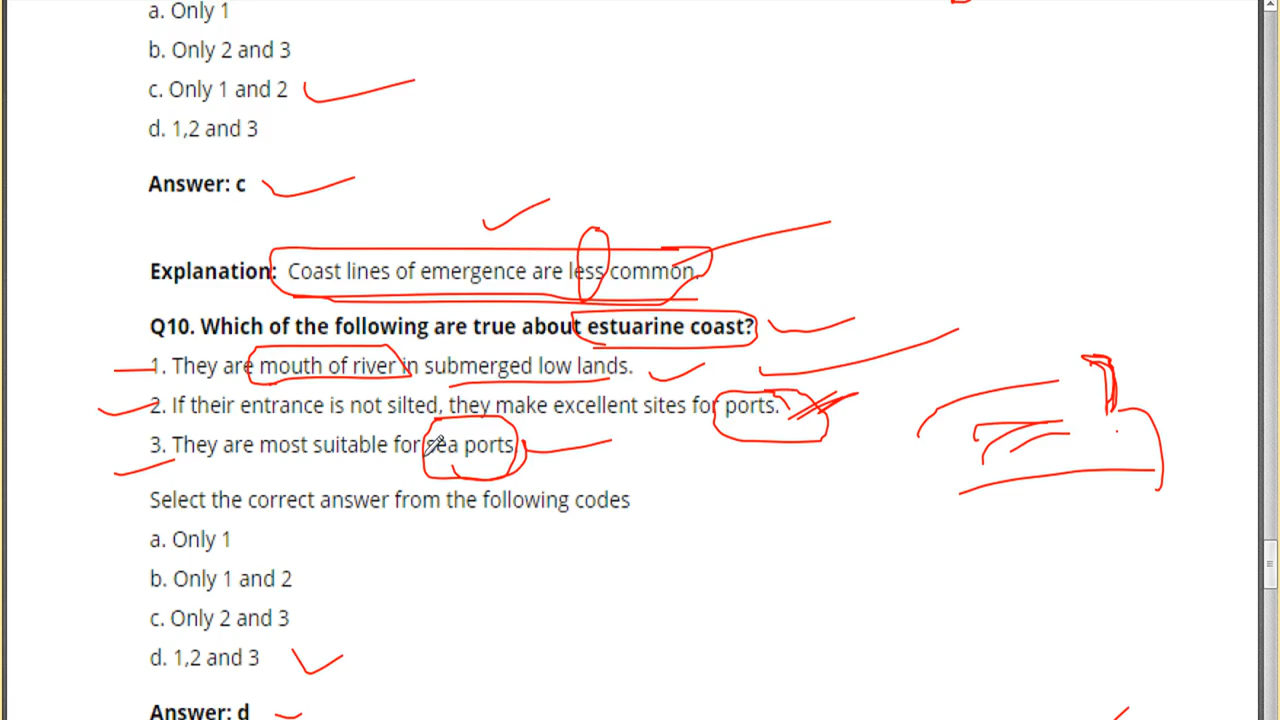 a. Only 1
b. Only 2 and 3
c. Only 1 and 2
d. 1,2 and 3
Answer: c
Explanation: Coast lines of emergence are less common.
Q10. Which of the following are true about estuarine coast?
1. They are mouth of river in submerged low lands.
2. If their entrance is not silted, they make excellent sites for ports.
3. They are most suitable for sea ports
Select the correct answer from the following codes
a. Only 1
b. Only 1 and 2
c. Only 2 and 3
d. 1,2 and 3
Answer: d